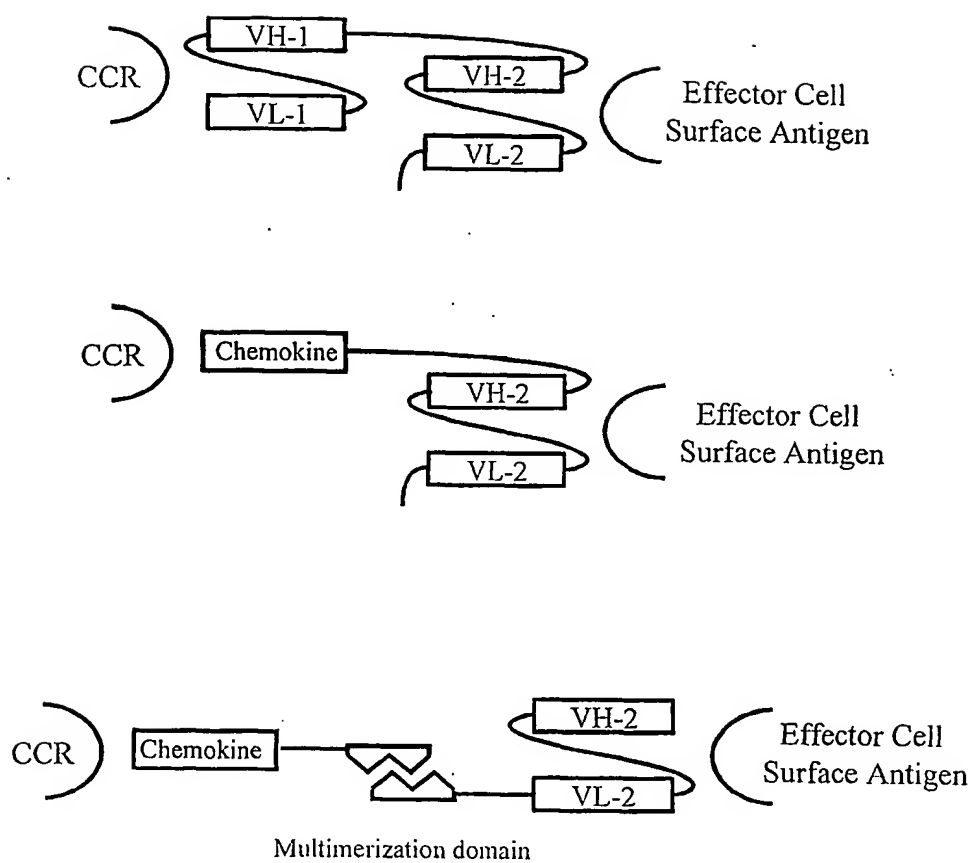 VH-1
CCR
VH-2
VL-1
Effector Cell
Surface Antigen
VL-2
CCR
Chemokine
VH-2
Effector Cell
Surface Antigen
VL-2
VH-2
CCR
Chemokine
Effector Cell
Surface Antigen
VL-2
Multimerization domain